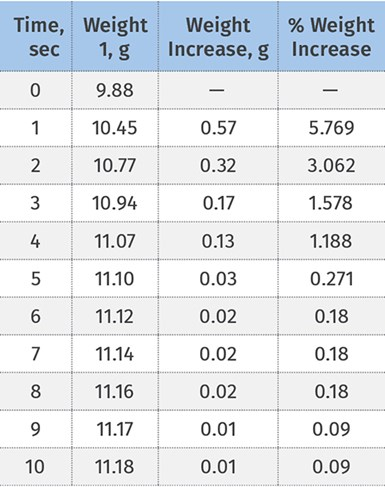 Time, sec Weight 1, g Weight Increase, g % Weight Increase
0 9.88 — —
1 10.45 0.57 5.769
2 10.77 0.32 3.062
3 10.94 0.17 1.578
4 11.07 0.13 1.188
5 11.10 0.03 0.271
6 11.12 0.02 0.18
7 11.14 0.02 0.18
8 11.16 0.02 0.18
9 11.17 0.01 0.09
10 11.18 0.01 0.09